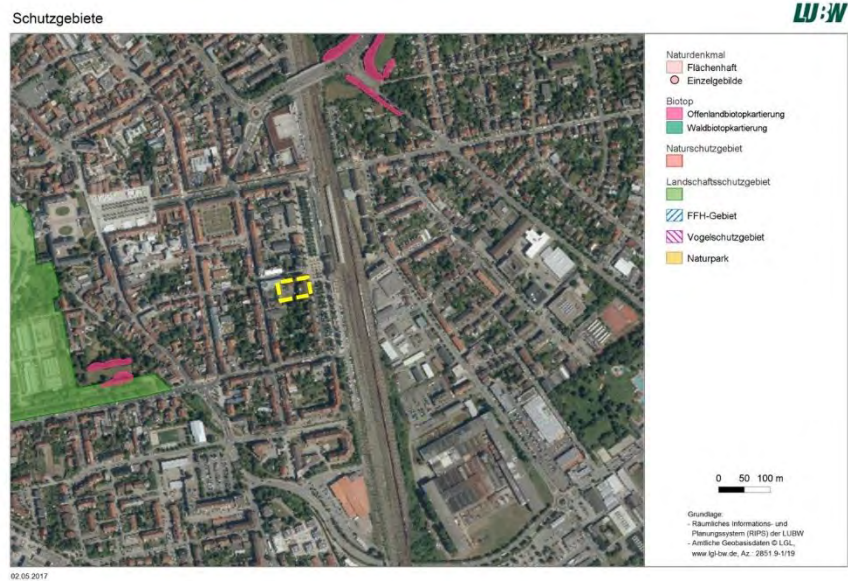 Schutzgebiete
LUBW
Naturdenkmal
Flächenhaft
Einzelgebilde
Biotop
Offenlandbiotopkartierung
Waldbiotopkartierung
Naturschutzgebiet
Landschaftsschutzgebiet
FFH-Gebiet
Vogelschutzgebiet
Naturpark
0 50 100 m
Grundlage:
- Räumliches Informations- und
Planungssystem (RIPS) der LUBW
- Amtliche Geobasisdaten © LGL,
www.lgl-bw.de, Az.: 2851.9-1/19
02.05.2017